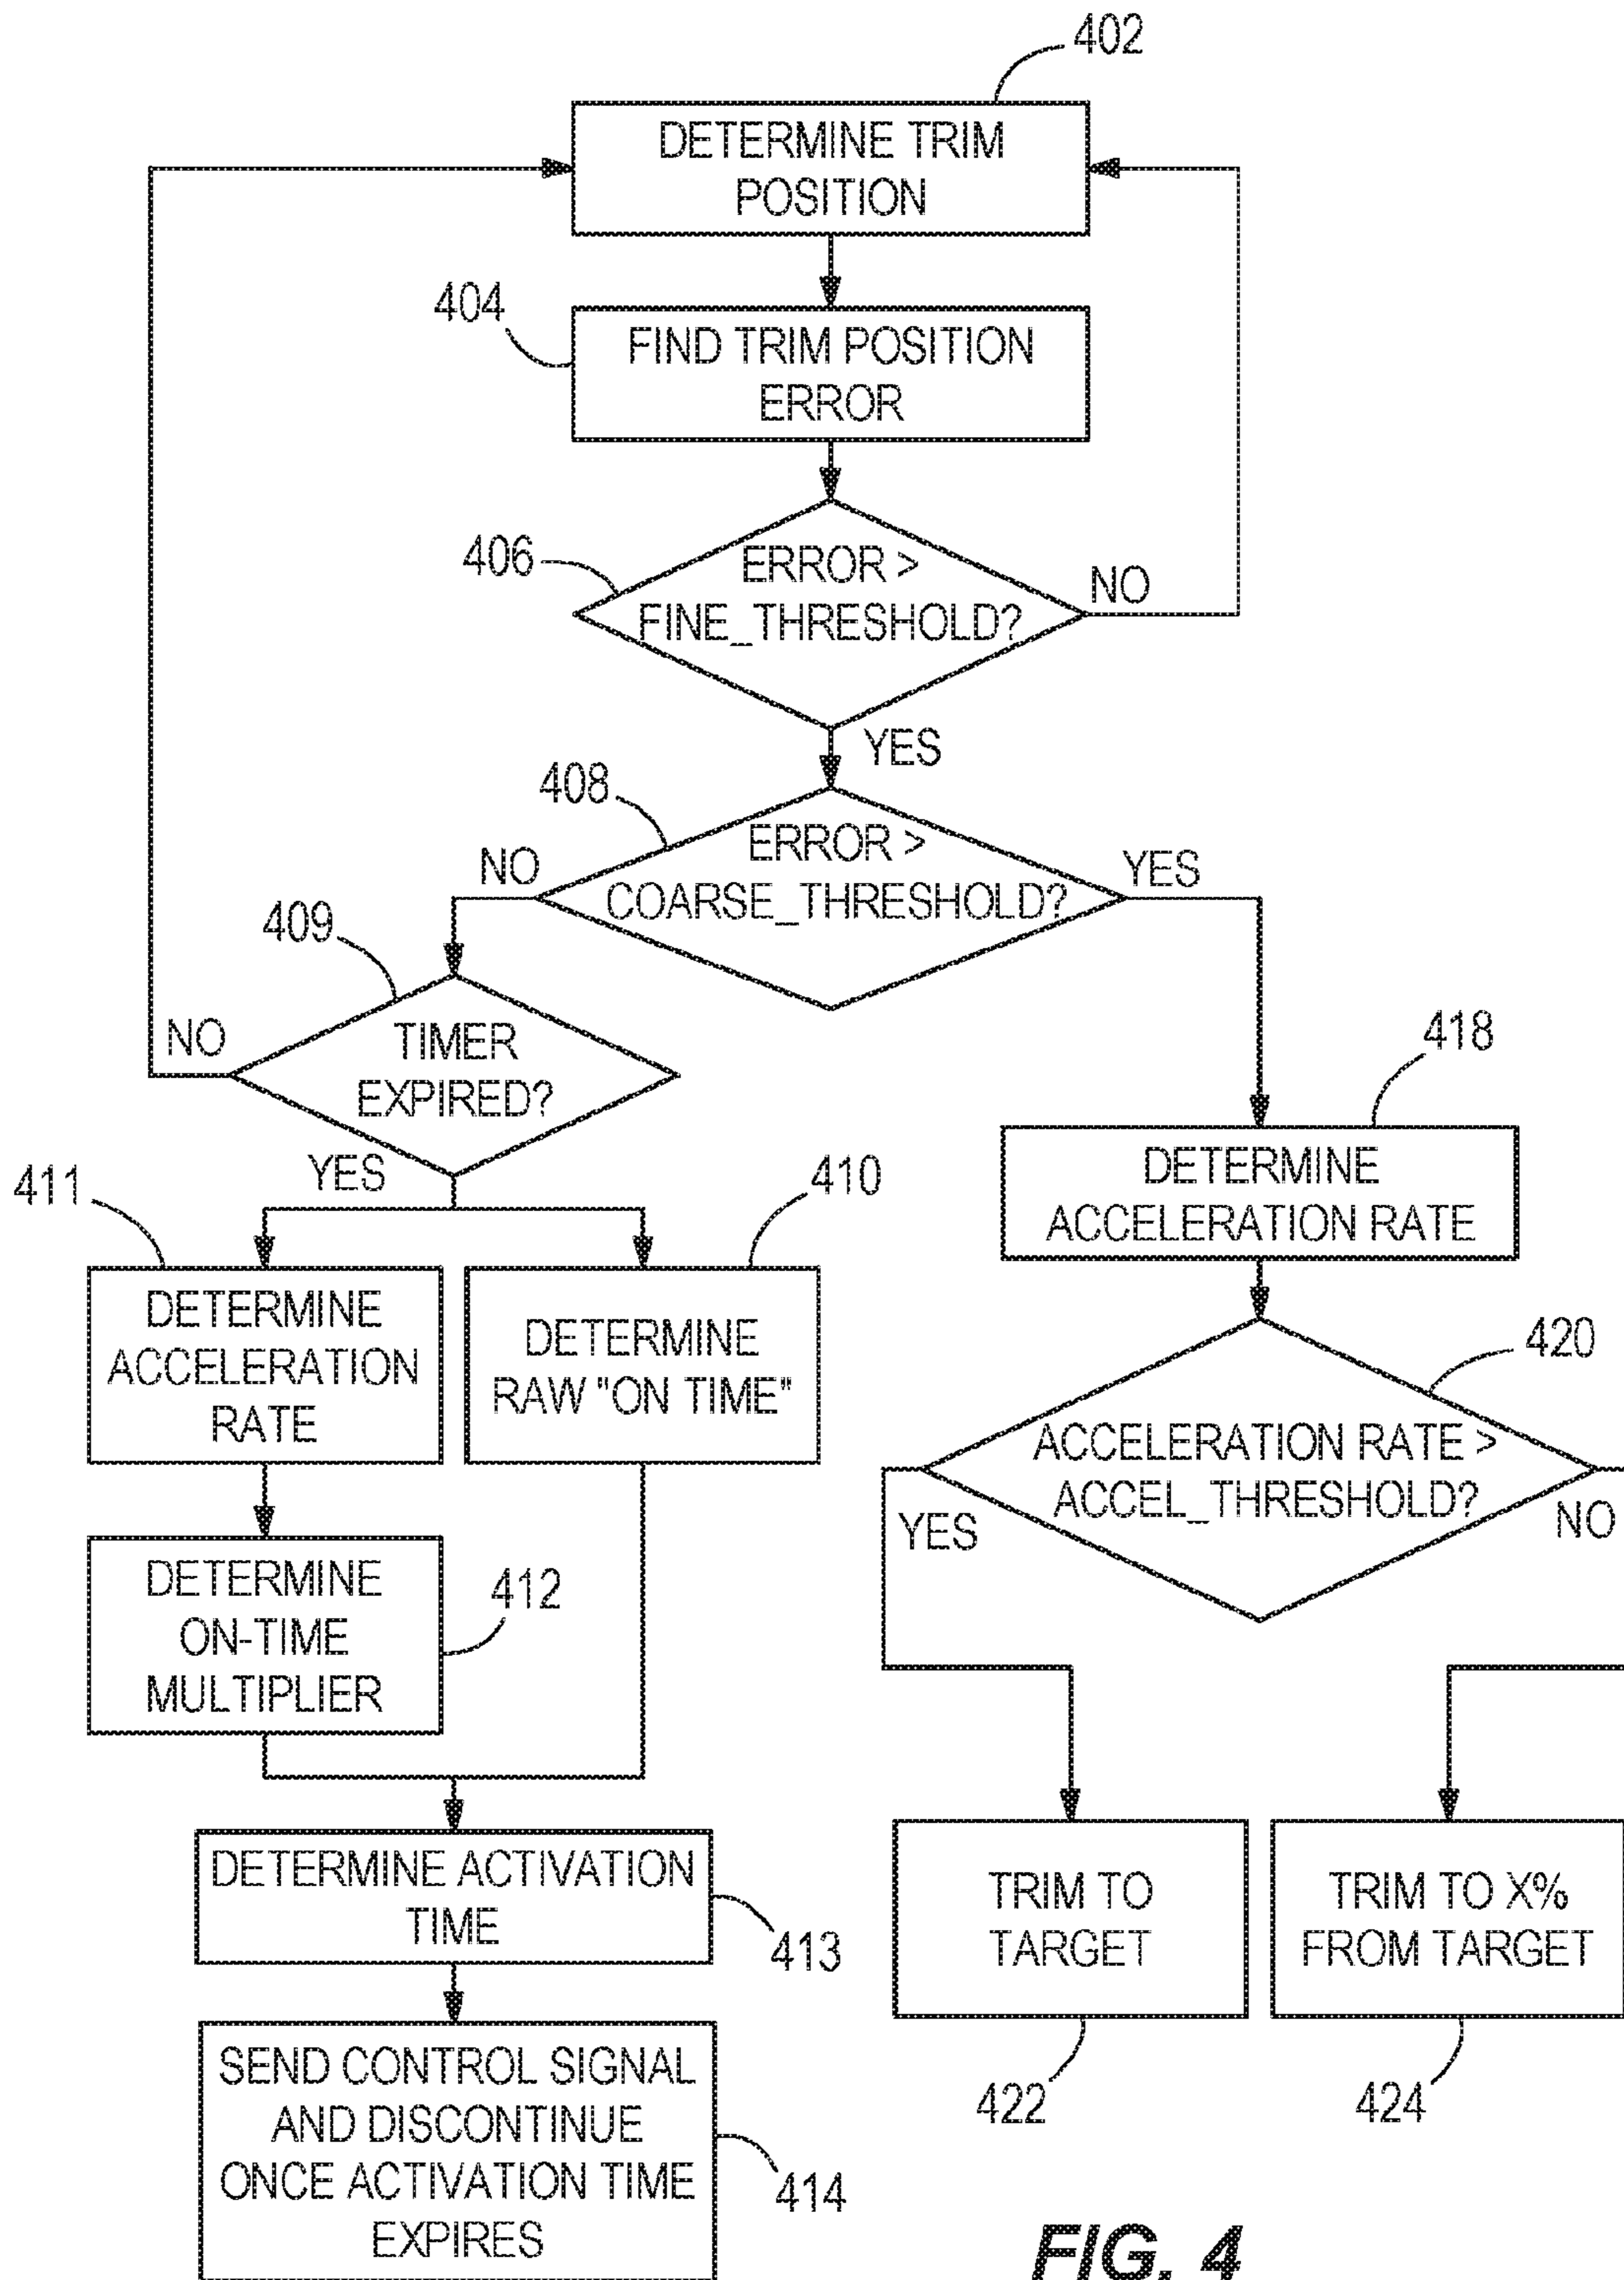 402
DETERMINE TRIM
POSITION
404
FIND TRIM POSITION
ERROR
406
ERROR >
FINE_THRESHOLD?
NO
YES
408
ERROR >
COARSE_THRESHOLD?
NO
YES
409
TIMER
EXPIRED?
NO
YES
418
DETERMINE
ACCELERATION RATE
411
410
DETERMINE
ACCELERATION
RATE
DETERMINE
RAW "ON TIME"
420
ACCELERATION RATE >
ACCEL_THRESHOLD?
YES
NO
DETERMINE
ON-TIME
MULTIPLIER
412
DETERMINE ACTIVATION
TIME
413
TRIM TO
TARGET
TRIM TO X%
FROM TARGET
422
424
SEND CONTROL SIGNAL
AND DISCONTINUE
ONCE ACTIVATION TIME
EXPIRES
414
FIG. 4